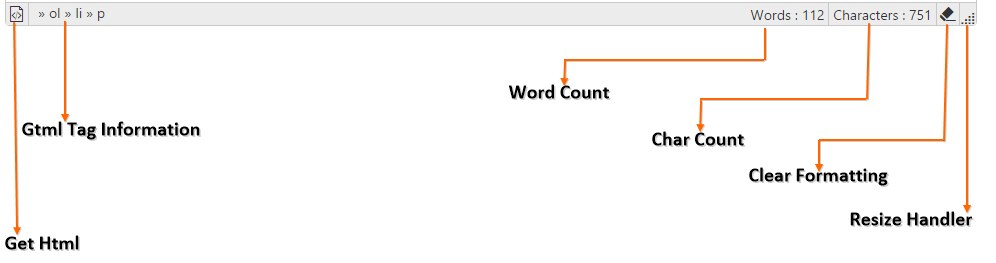 » ol » li » p
Words : 112
Characters : 751
Word Count
Gtml Tag Information
Char Count
Clear Formatting
Resize Handler
Get Html